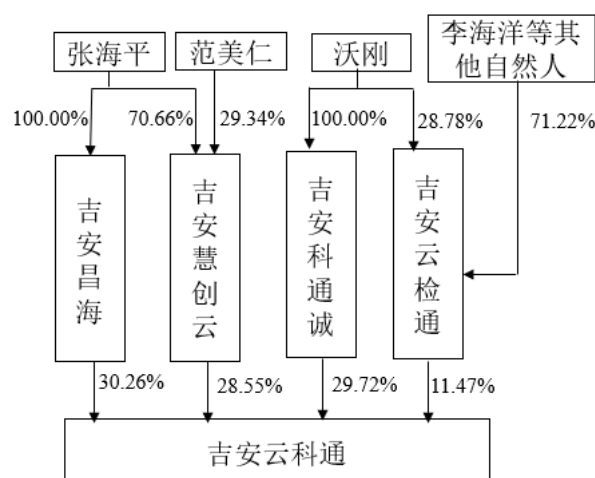 张海平
范美仁
沃刚
李海洋等其
他自然人
100.00%
70.66%
29.34%
100.00%
28.78%
71.22%
吉安昌海
吉安慧创云
吉安科通诚
吉安云检通
30.26%
28.55%
29.72%
11.47%
吉安云科通